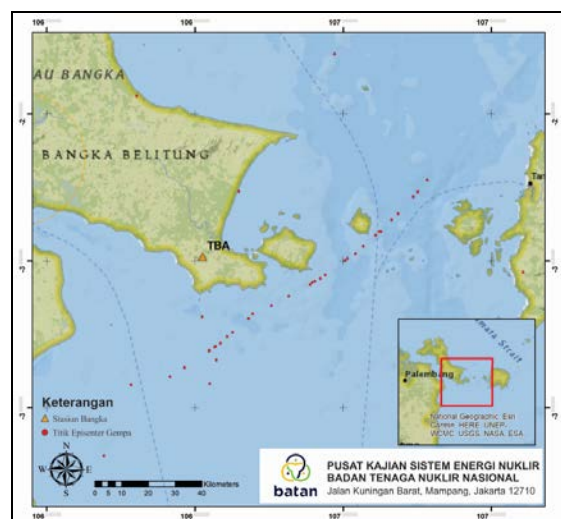 106 106 107 107
AU BANGKA
BANGKA BELITUNG
Tan
TBA
Palembang
mata Strait
National Geographic Esri
Garmin HERE UNEP-
WCMC USGS NASA ESA
Keterangan
Stasiun Bangka
Titik Episenter Gempa
N
W E
S
0 5 10 20 30 40 Kilometers
batan
PUSAT KAJIAN SISTEM ENERGI NUKLIR
BADAN TENAGA NUKLIR NASIONAL
Jalan Kuningan Barat, Mampang, Jakarta 12710
106 106 107 107